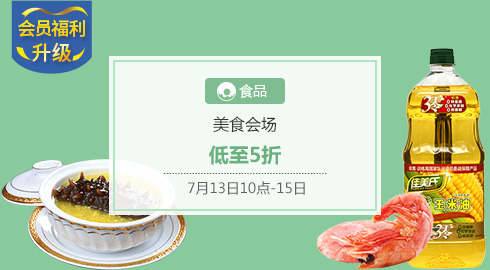 会员福利
升级
食品
美食会场
低至5折
7月13日10点-15日
佳美氏
玉米油